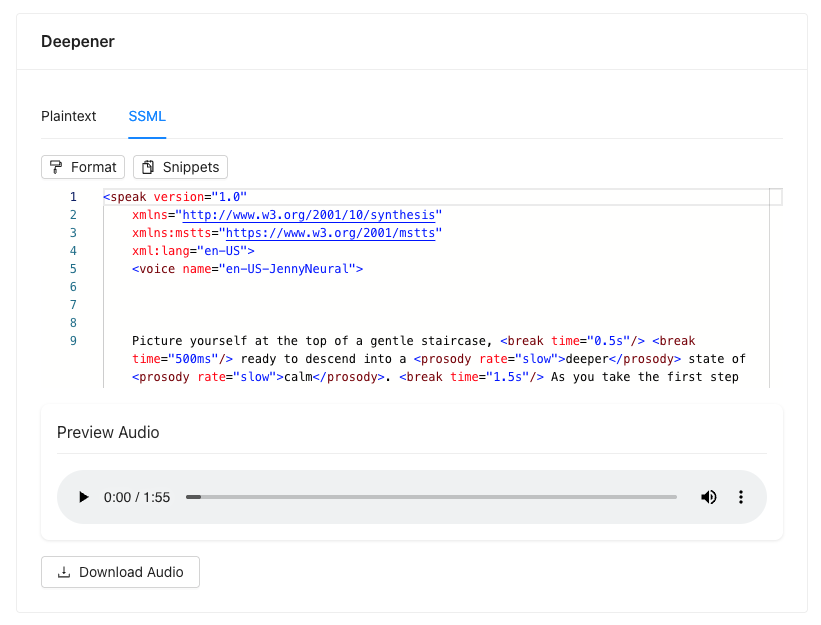 Deepener
Plaintext SSML
Format Snippets
1 <speak version="1.0"
2 xmlns="http://www.w3.org/2001/10/synthesis"
3 xmlns:mstts="https://www.w3.org/2001/mstts"
4 xml:lang="en-US">
5 <voice name="en-US-JennyNeural">
6
7
8
9 Picture yourself at the top of a gentle staircase, <break time="0.5s"/> <break
time="500ms"/> ready to descend into a <prosody rate="slow">deeper</prosody> state of
<prosody rate="slow">calm</prosody>. <break time="1.5s"/> As you take the first step
Preview Audio
0:00 / 1:55
Download Audio